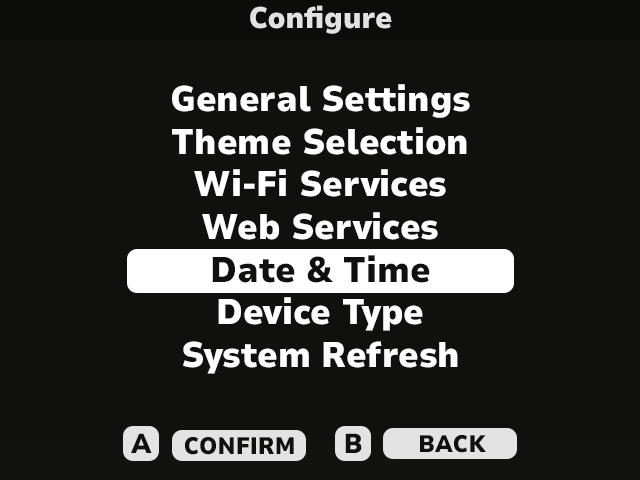 Configure
General Settings
Theme Selection
Wi-Fi Services
Web Services
Date & Time
Device Type
System Refresh
A CONFIRM B BACK